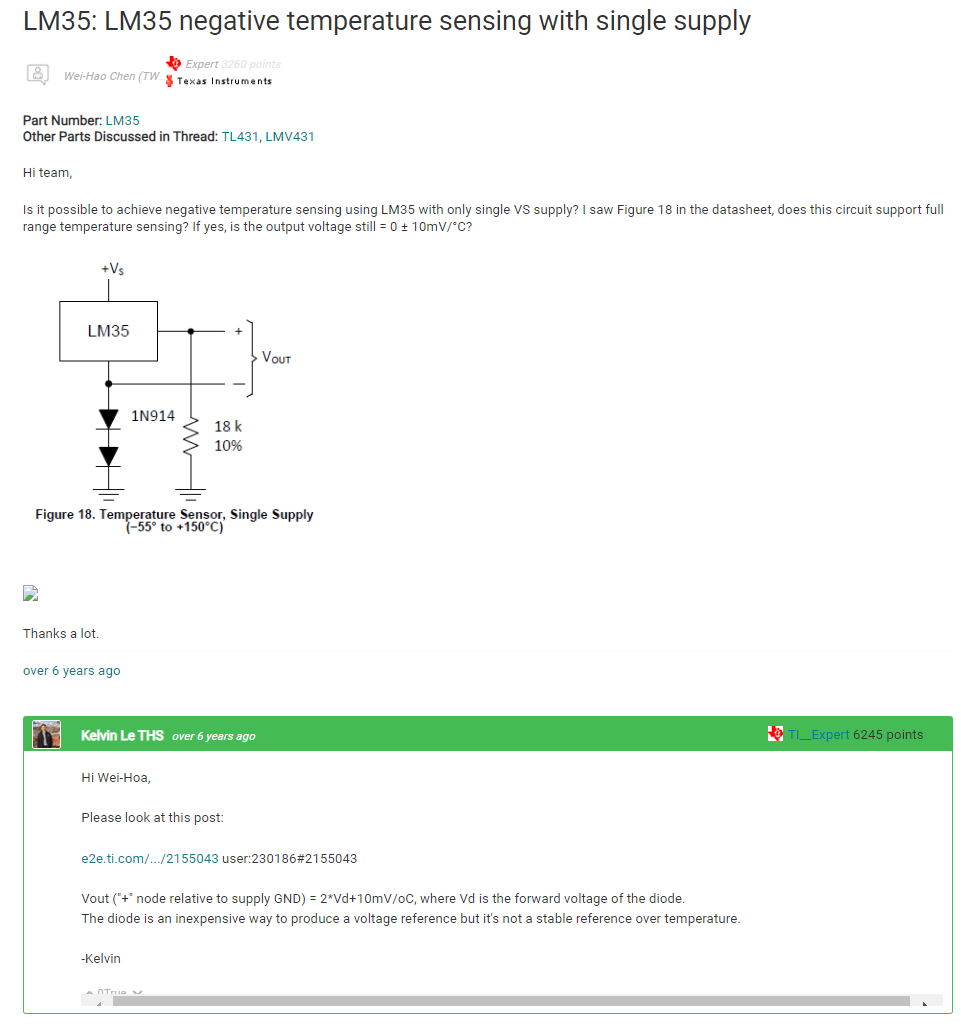 LM35: LM35 negative temperature sensing with single supply
Expert 3260 points
Wei-Hao Chen (TW
Texas Instruments
Part Number: LM35
Other Parts Discussed in Thread: TL431, LMV431
Hi team,
Is it possible to achieve negative temperature sensing using LM35 with only single VS supply? I saw Figure 18 in the datasheet, does this circuit support full
range temperature sensing? If yes, is the output voltage still = 0 ± 10mV/°C?
+VS
LM35
+
VOUT
−
1N914
18 k
10%
Figure 18. Temperature Sensor, Single Supply
(−55° to +150°C)
Thanks a lot.
over 6 years ago
Kelvin Le THS over 6 years ago
TI__Expert 6245 points
Hi Wei-Hoa,
Please look at this post:
e2e.ti.com/.../2155043 user:230186#2155043
Vout ("+" node relative to supply GND) = 2*Vd+10mV/oC, where Vd is the forward voltage of the diode.
The diode is an inexpensive way to produce a voltage reference but it's not a stable reference over temperature.
-Kelvin
0True